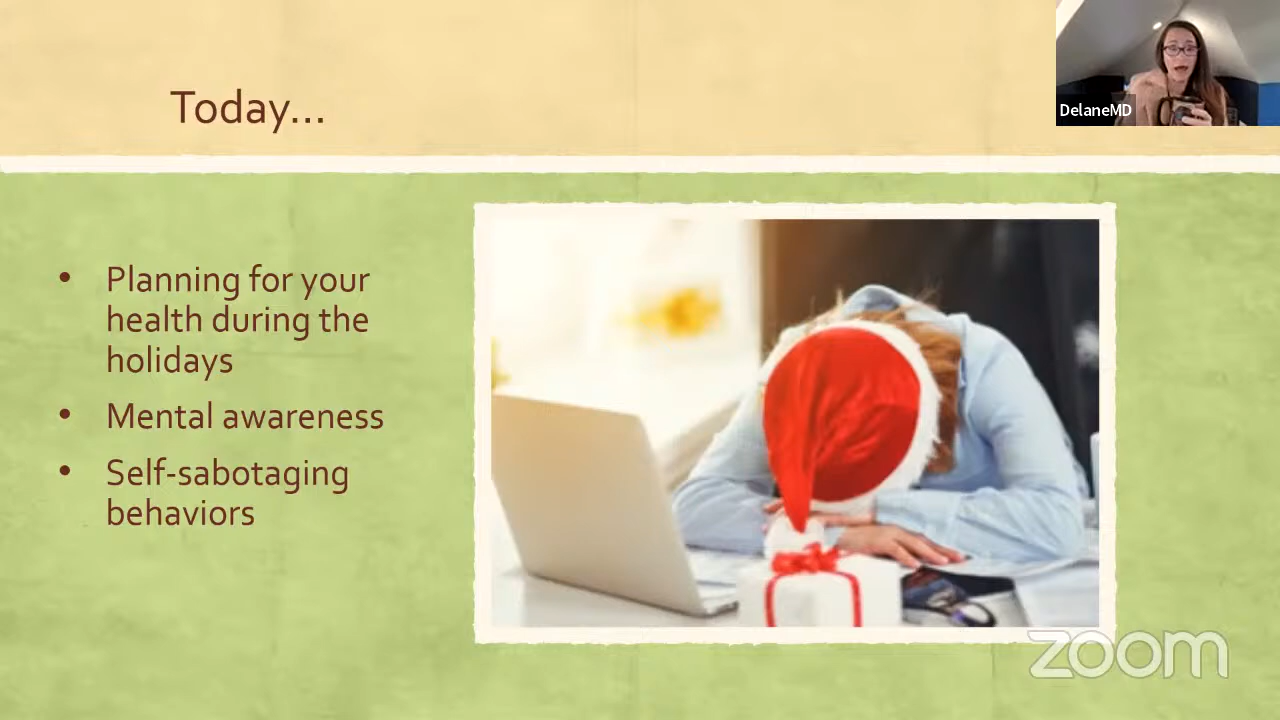 Today...
DelaneMD
• Planning for your
health during the
holidays
• Mental awareness
• Self-sabotaging
behaviors
zoom